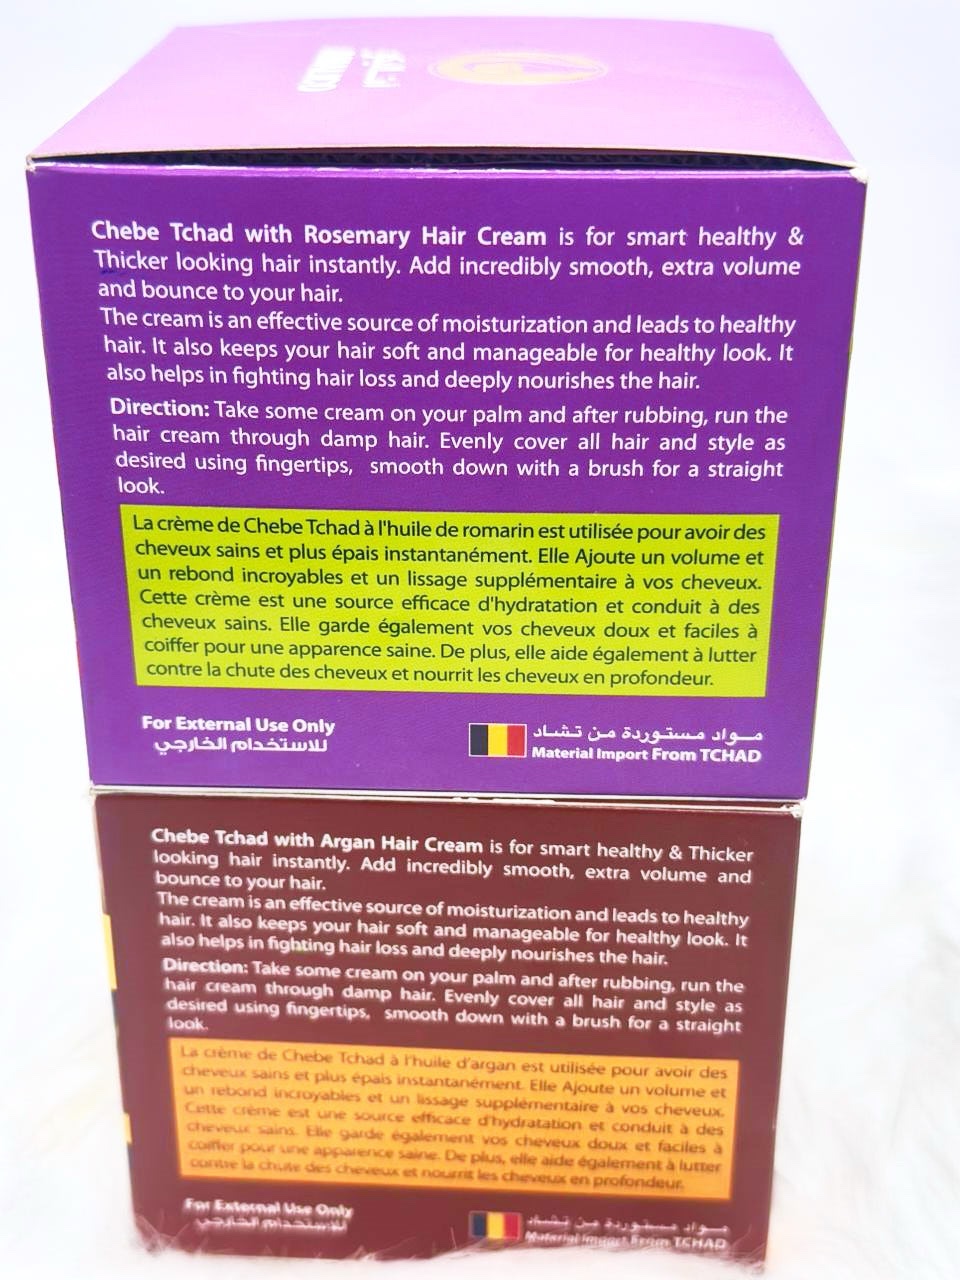 Chebe Tchad with Rosemary Hair Cream is for smart healthy &
Thicker looking hair instantly. Add incredibly smooth, extra volume
and bounce to your hair.
The cream is an effective source of moisturization and leads to healthy
hair. It also keeps your hair soft and manageable for healthy look. It
also helps in fighting hair loss and deeply nourishes the hair.
Direction: Take some cream on your palm and after rubbing, run the
hair cream through damp hair. Evenly cover all hair and style as
desired using fingertips, smooth down with a brush for a straight
look.
La crème de Chebe Tchad à l'huile de romarin est utilisée pour avoir des
cheveux sains et plus épais instantanément. Elle Ajoute un volume et
un rebond incroyables et un lissage supplémentaire à vos cheveux.
Cette crème est une source efficace d'hydratation et conduit à des
cheveux sains. Elle garde également vos cheveux doux et faciles à
coiffer pour une apparence saine. De plus, elle aide également à lutter
contre la chute des cheveux et nourrit les cheveux en profondeur.
For External Use Only
للاستخدام الخارجي
مواد مستوردة من تشاد
Material Import From TCHAD
Chebe Tchad with Argan Hair Cream is for smart healthy & Thicker
looking hair instantly. Add incredibly smooth, extra volume and
bounce to your hair.
The cream is an effective source of moisturization and leads to healthy
hair. It also keeps your hair soft and manageable for healthy look. It
also helps in fighting hair loss and deeply nourishes the hair.
Direction: Take some cream on your palm and after rubbing, run the
hair cream through damp hair. Evenly cover all hair and style as
desired using fingertips, smooth down with a brush for a straight
look.
La crème de Chebe Tchad à l'huile d'argan est utilisée pour avoir des
cheveux sains et plus épais instantanément. Elle Ajoute un volume et
un rebond incroyables et un lissage supplémentaire à vos cheveux.
Cette crème est une source efficace d'hydratation et conduit à des
cheveux sains. Elle garde également vos cheveux doux et faciles à
coiffer pour une apparence saine. De plus, elle aide également à lutter
contre la chute des cheveux et nourrit les cheveux en profondeur.
For External Use Only
للاستخدام الخارجي
مواد مستوردة من تشاد
Material Import From TCHAD